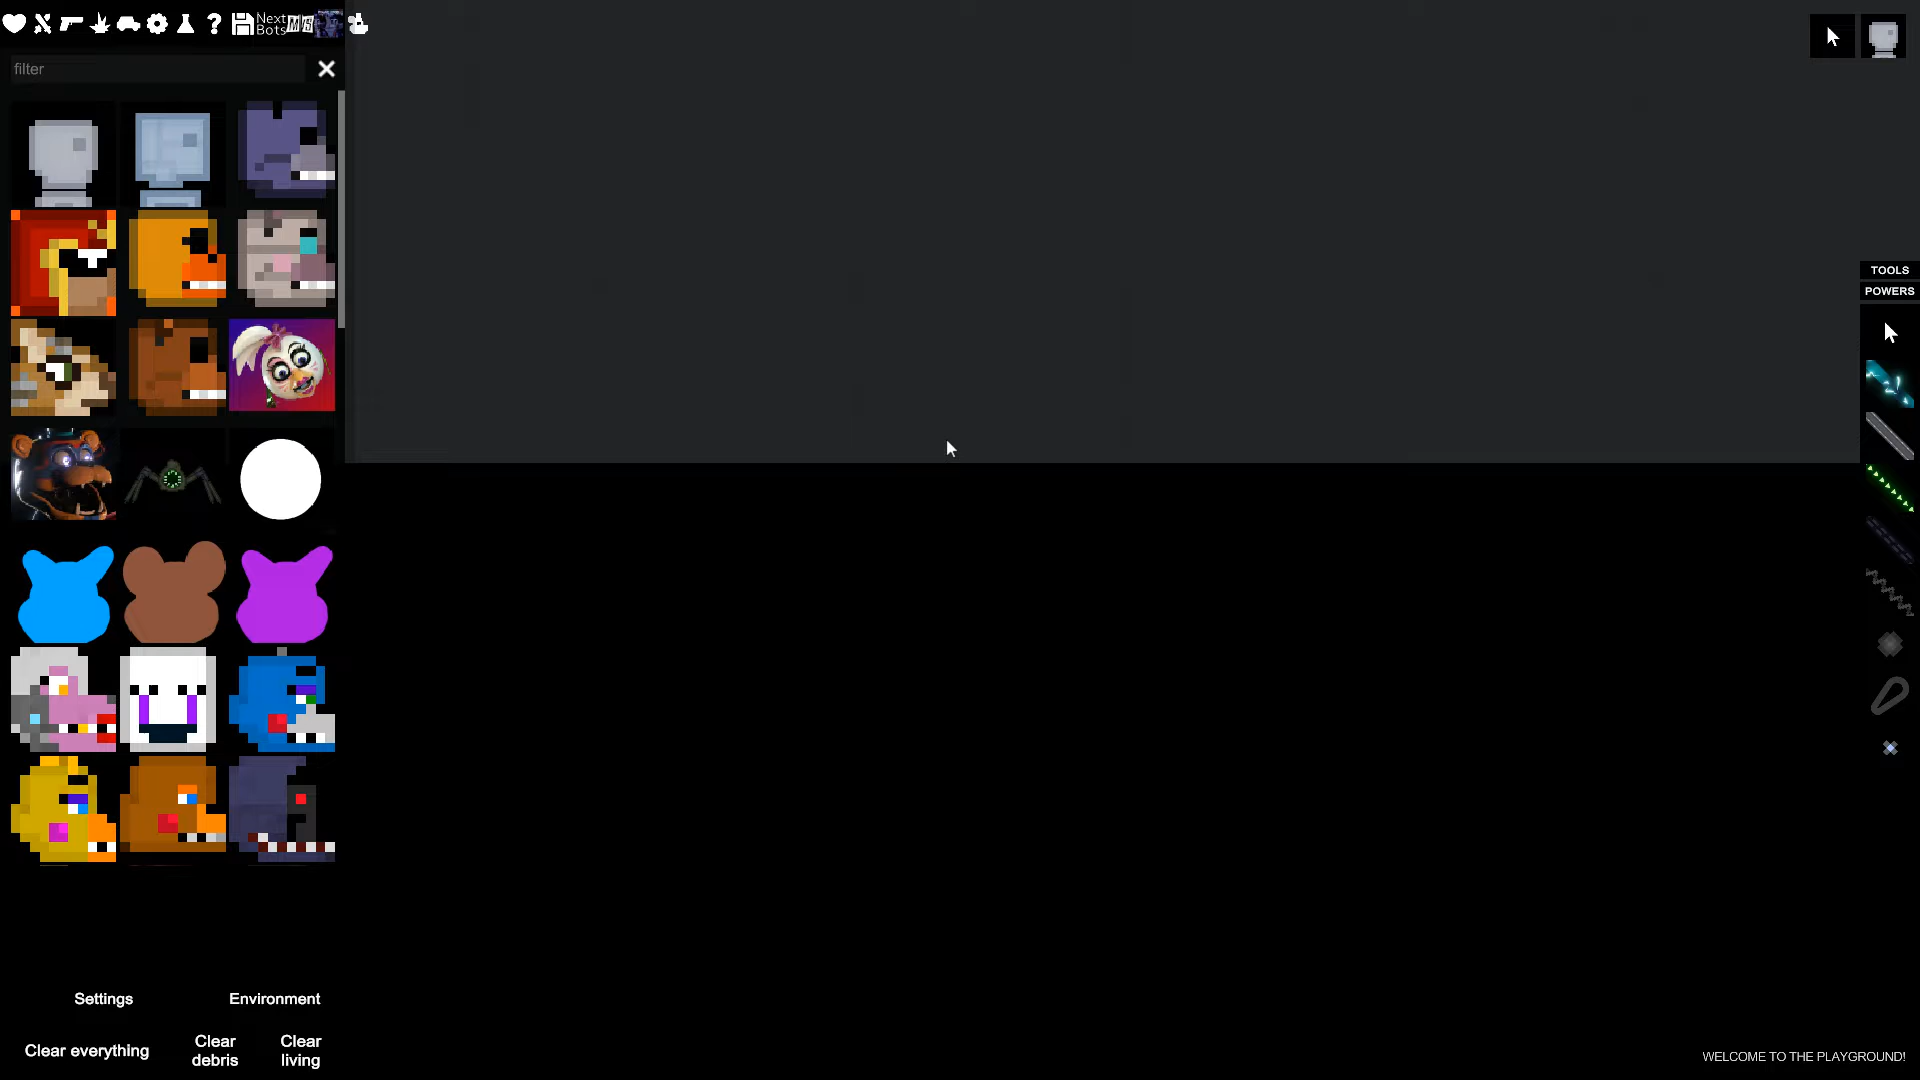 Next
Bots
filter
TOOLS
POWERS
Settings
Environment
Clear everything
Clear
debris
Clear
living
WELCOME TO THE PLAYGROUND!